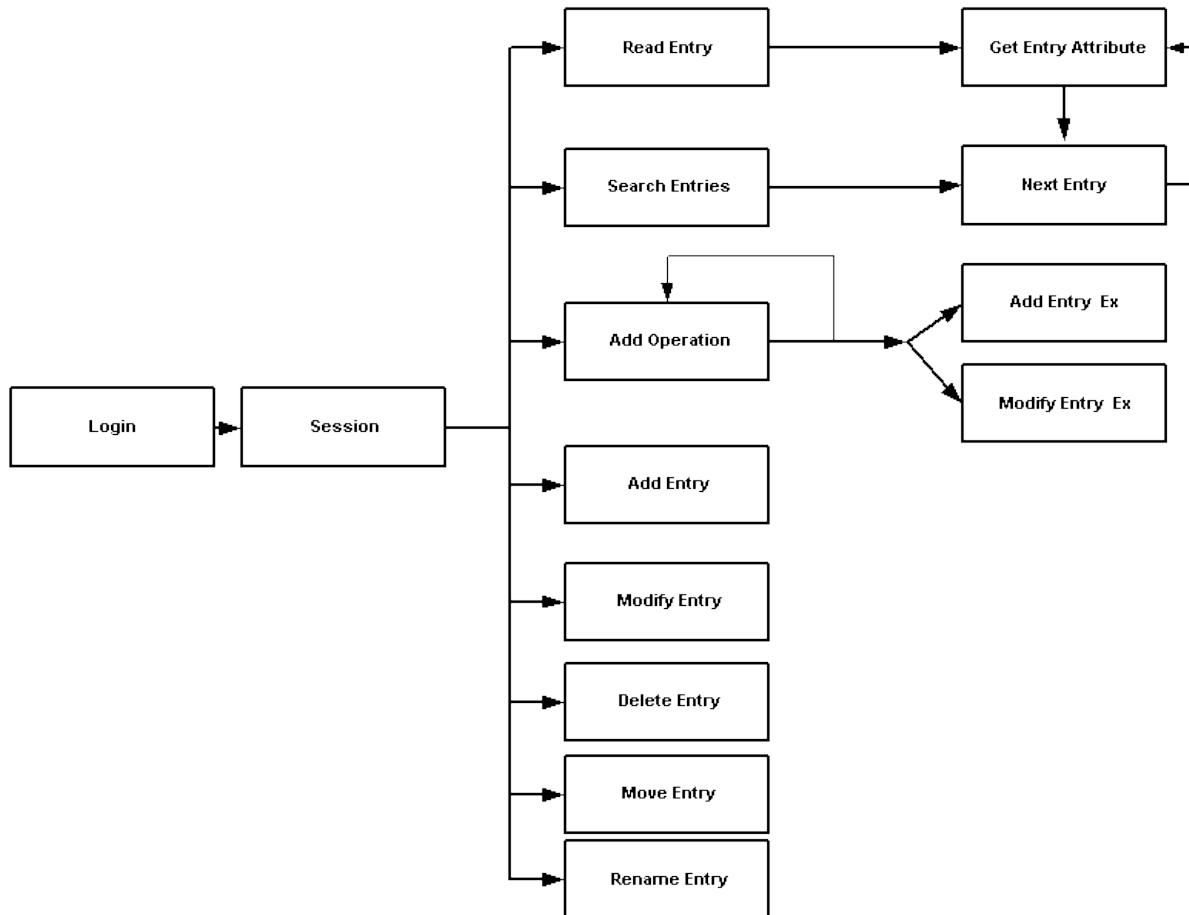 Read Entry
Get Entry Attribute
Search Entries
Next Entry
Add Operation
Add Entry Ex
Modify Entry Ex
Login
Session
Add Entry
Modify Entry
Delete Entry
Move Entry
Rename Entry